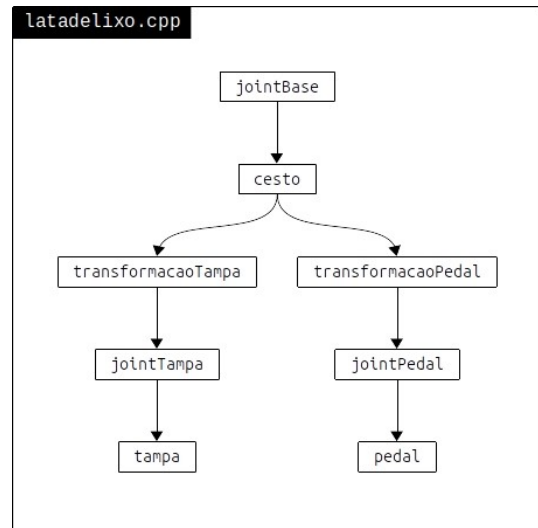 latadelixo.cpp
jointBase
cesto
transformacaoTampa transformacaoPedal
jointTampa jointPedal
tampa pedal